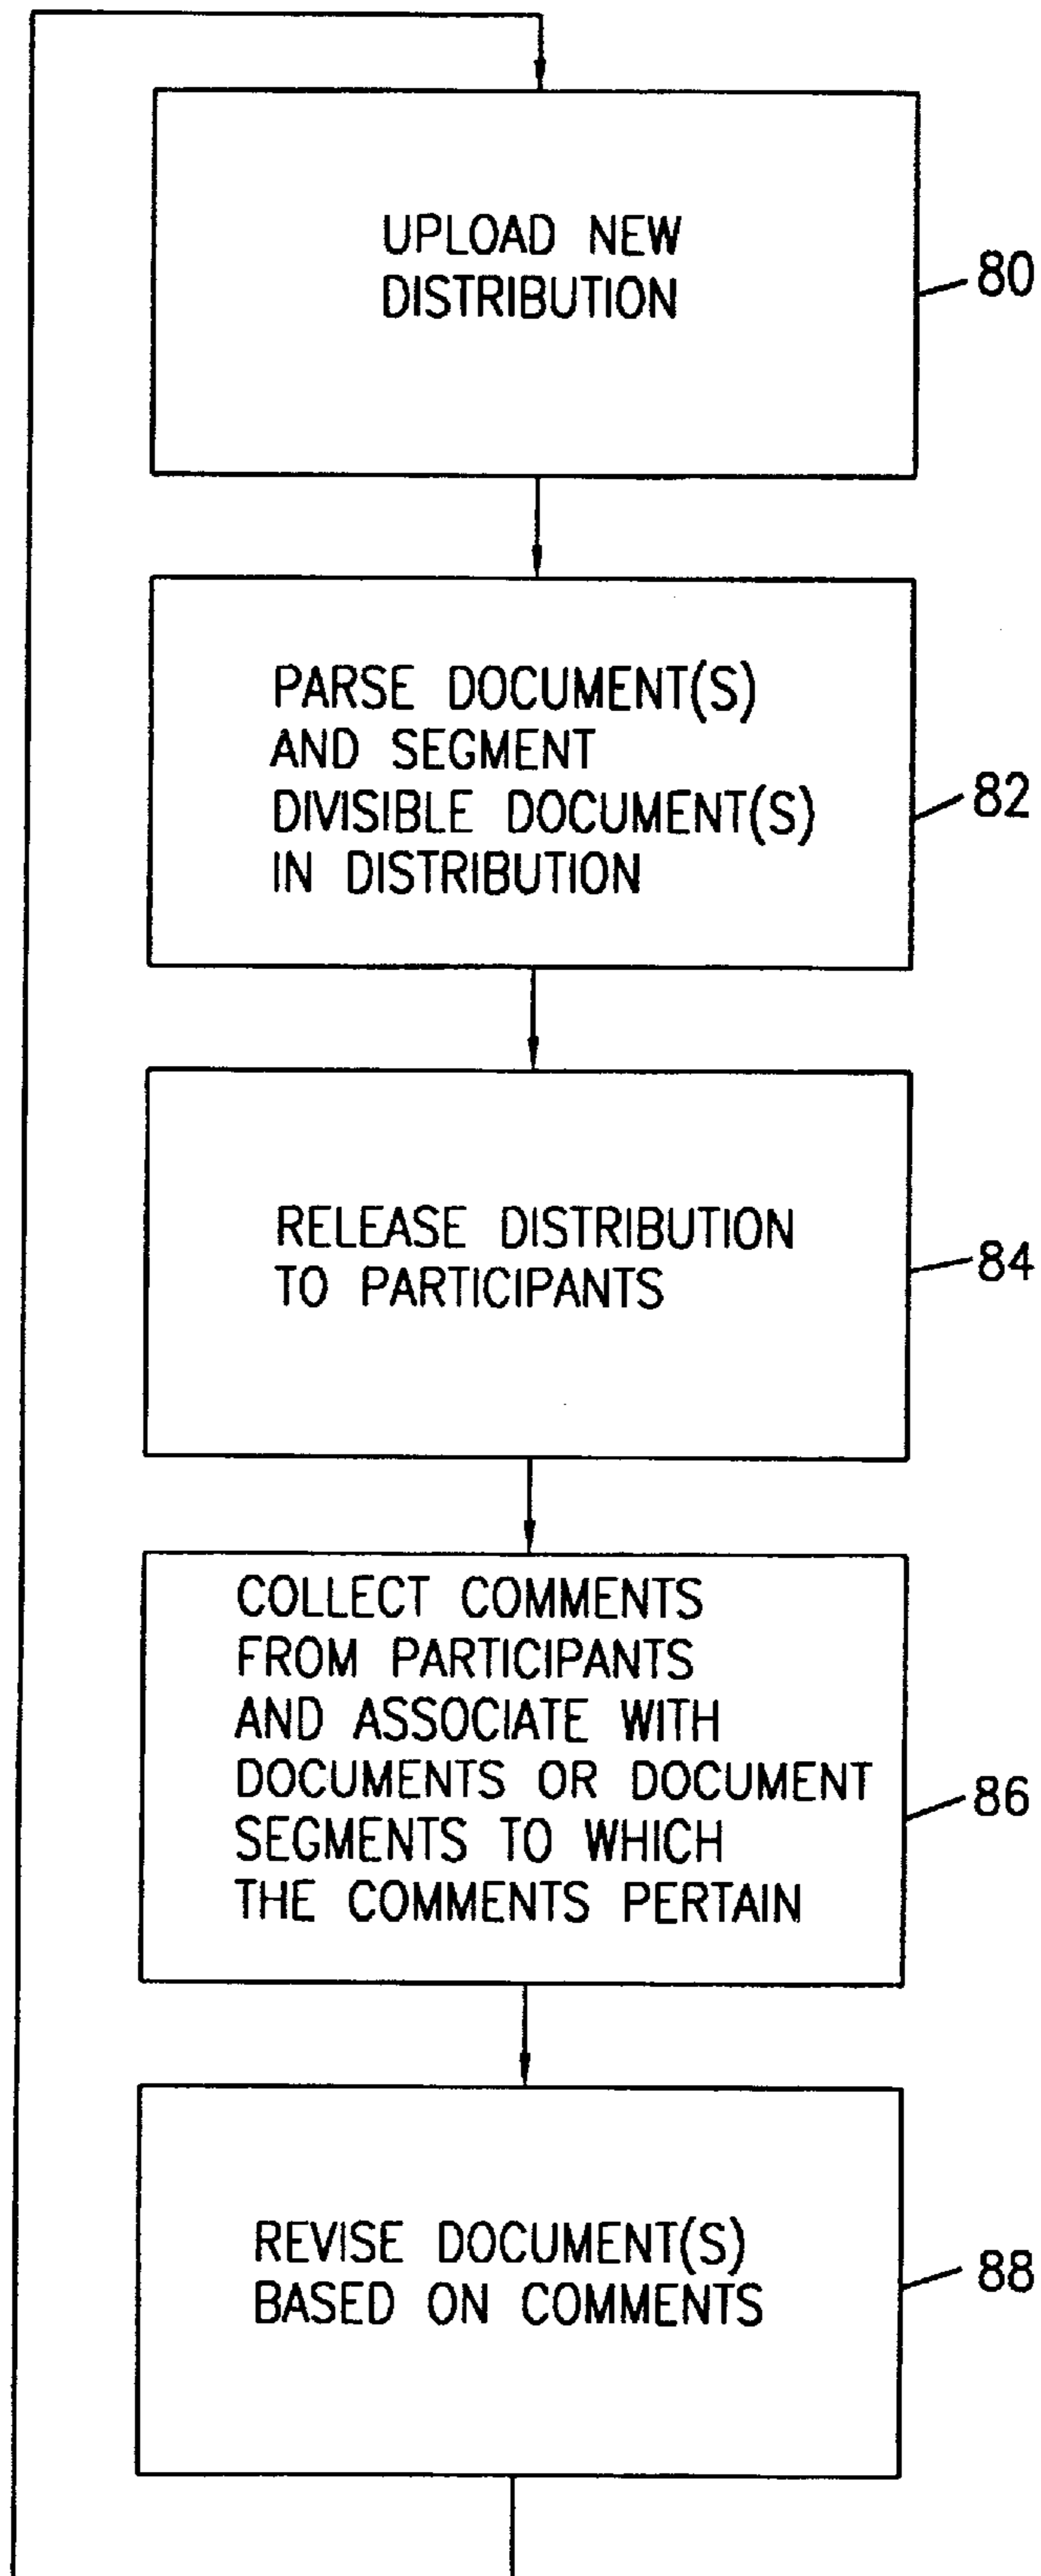 UPLOAD NEW
DISTRIBUTION
80
PARSE DOCUMENT(S)
AND SEGMENT
DIVISIBLE DOCUMENT(S)
IN DISTRIBUTION
82
RELEASE DISTRIBUTION
TO PARTICIPANTS
84
COLLECT COMMENTS
FROM PARTICIPANTS
AND ASSOCIATE WITH
DOCUMENTS OR DOCUMENT
SEGMENTS TO WHICH
THE COMMENTS PERTAIN
86
REVISE DOCUMENT(S)
BASED ON COMMENTS
88